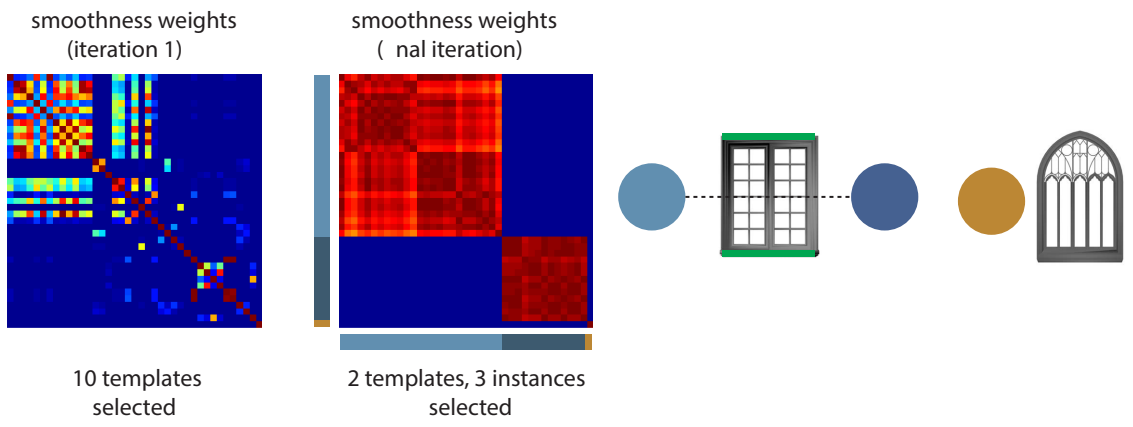 smoothness weights
(iteration 1)
smoothness weights
( nal iteration)
10 templates
selected
2 templates, 3 instances
selected